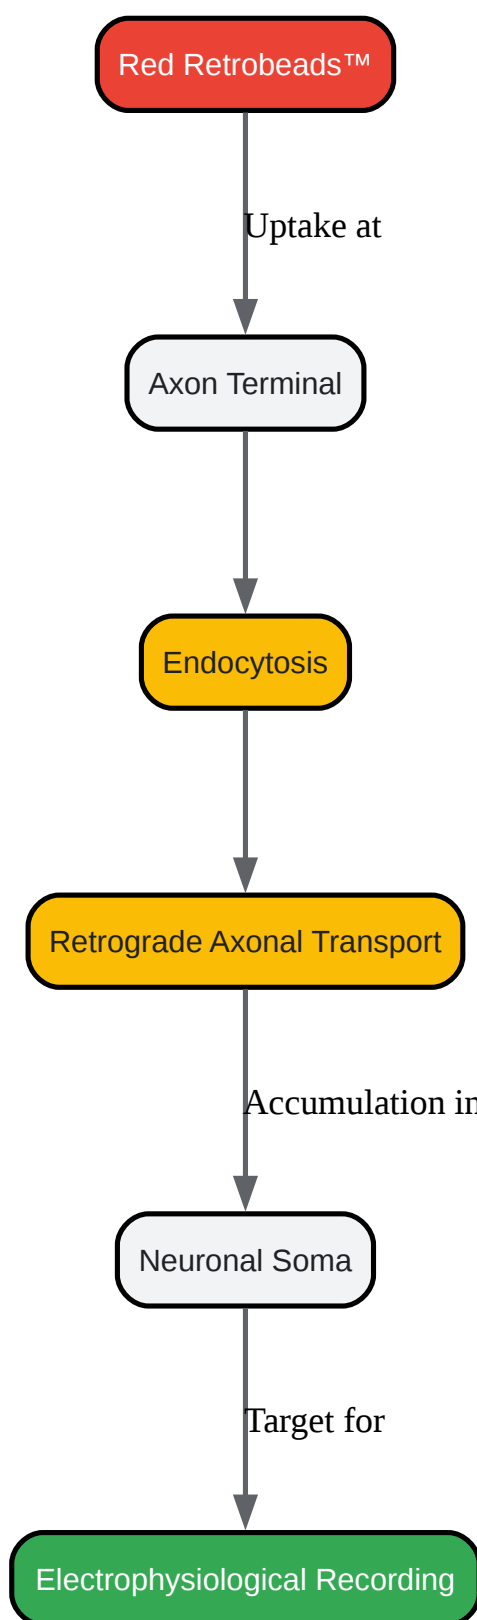 Red Retrobeads™
Uptake at
Axon Terminal
Endocytosis
Retrograde Axonal Transport
Accumulation in
Neuronal Soma
Target for
Electrophysiological Recording